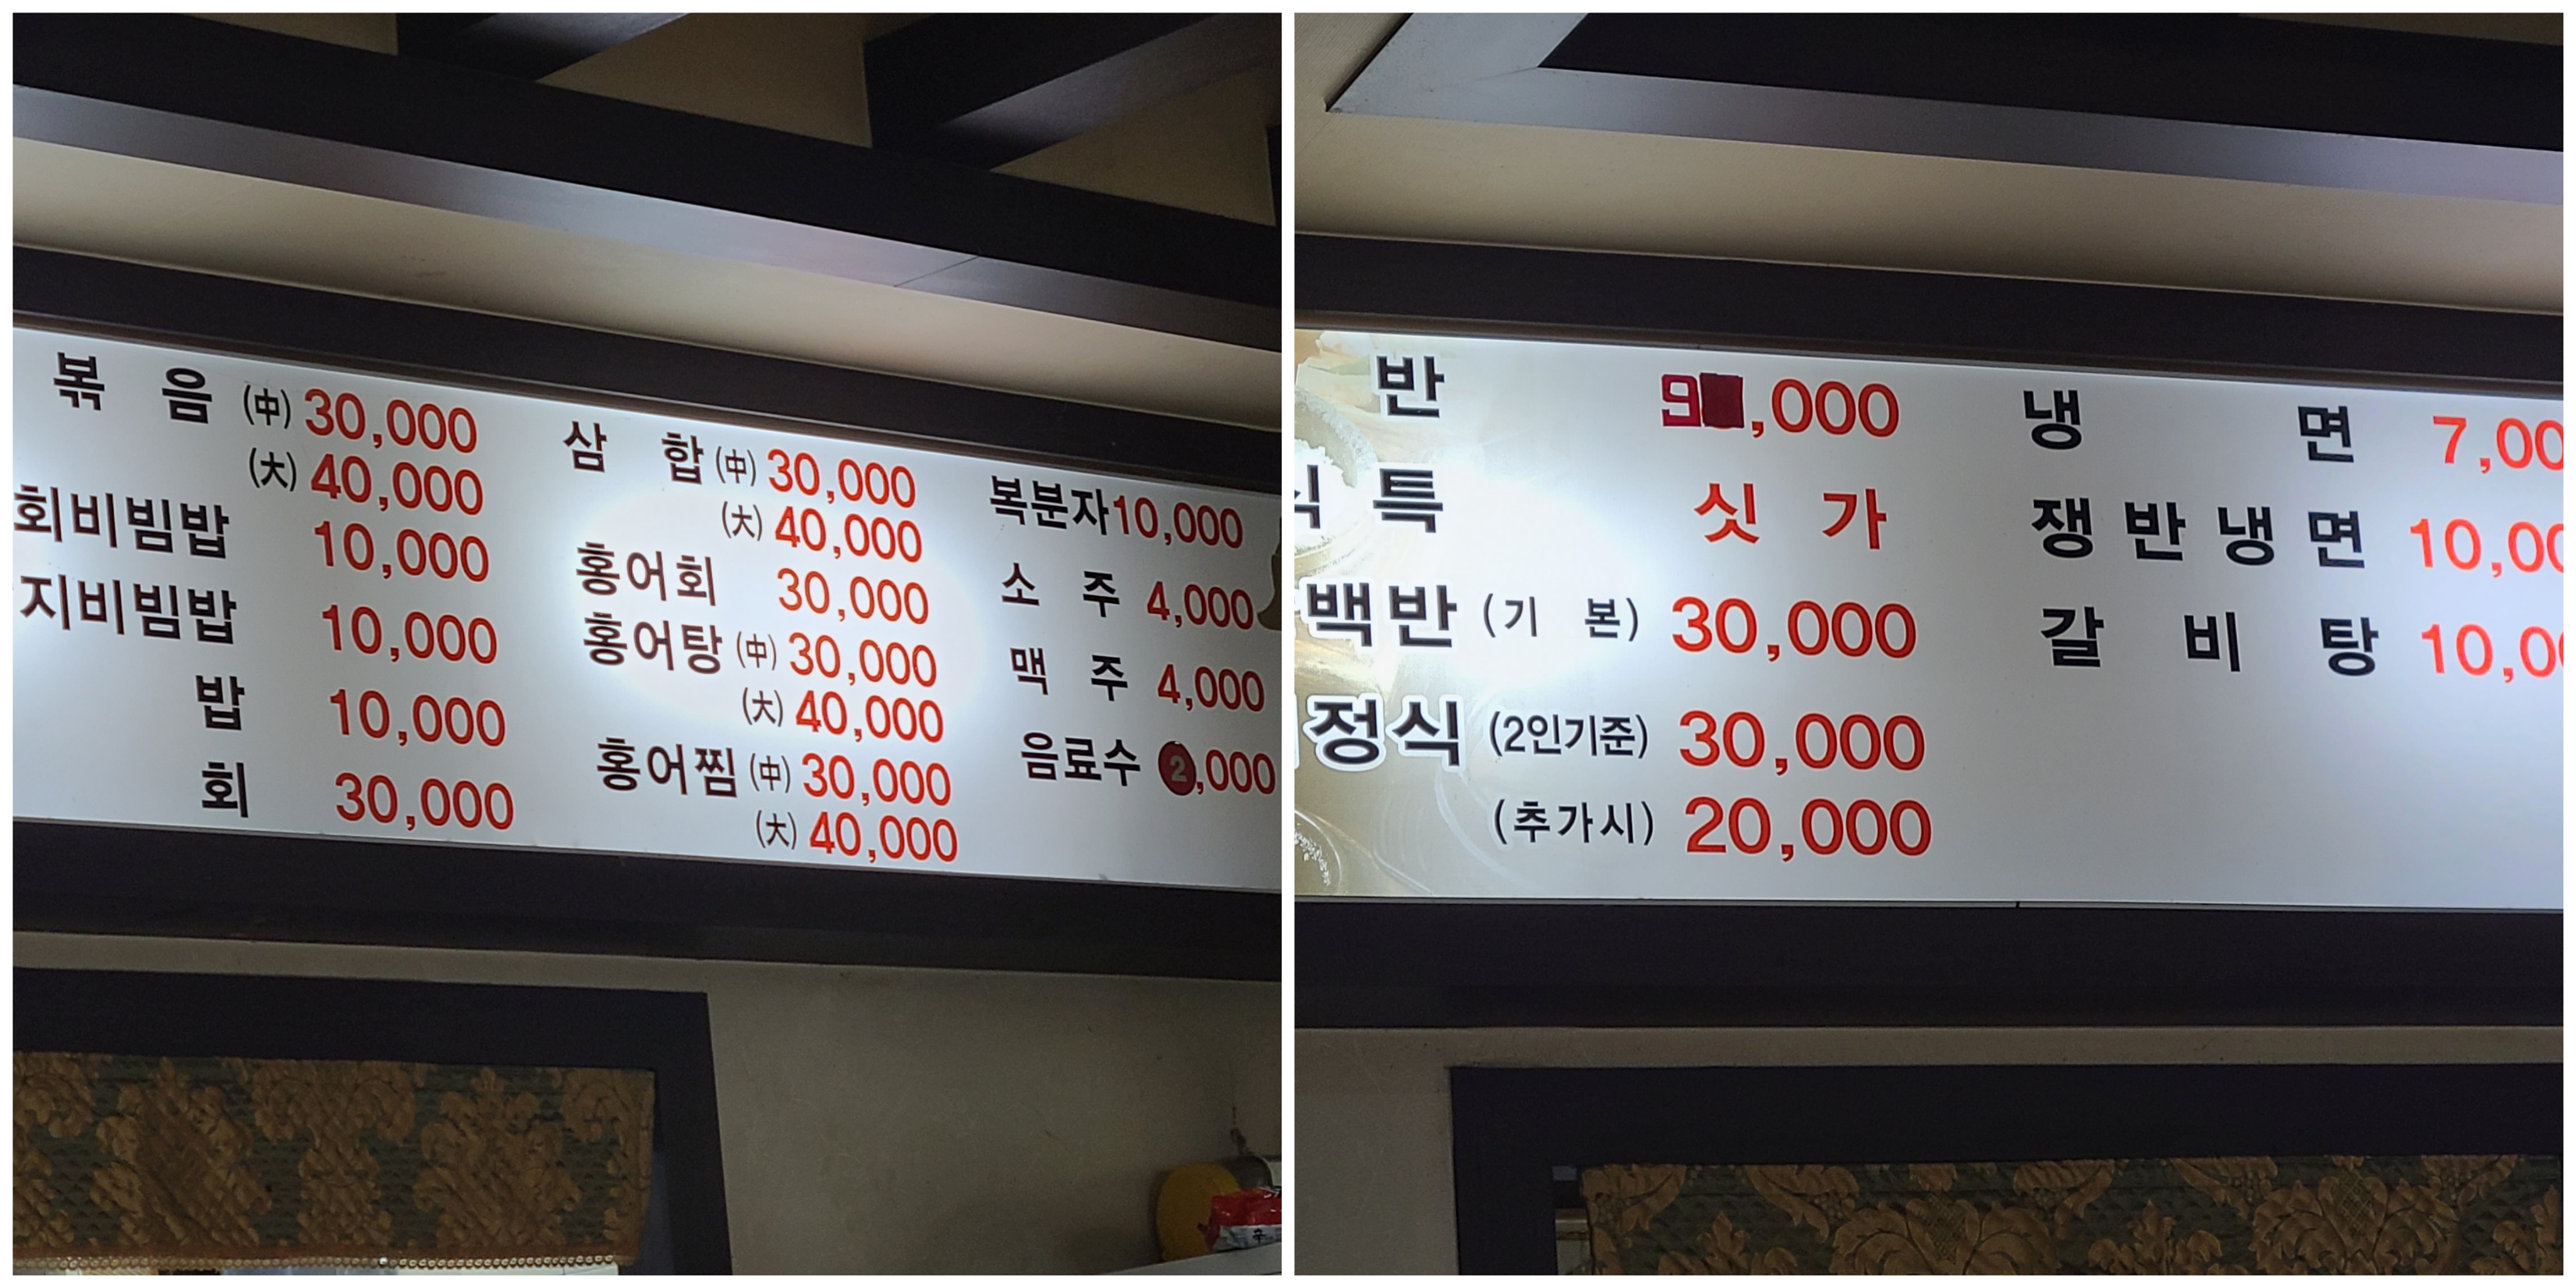 볶 음 (中) 30,000
(大) 40,000
회비빔밥 10,000
지비빔밥 10,000
밥 10,000
회 30,000
삼 합 (中) 30,000
(大) 40,000
홍어회 30,000
홍어탕 (中) 30,000
(大) 40,000
홍어찜 (中) 30,000
(大) 40,000
복분자 10,000
소 주 4,000
맥 주 4,000
음료수 2,000
반 9,000
식 특 싯 가
백반 (기 본) 30,000
정식 (2인기준) 30,000
(추가시) 20,000
냉 면 7,00
쟁 반 냉 면 10,00
갈 비 탕 10,00